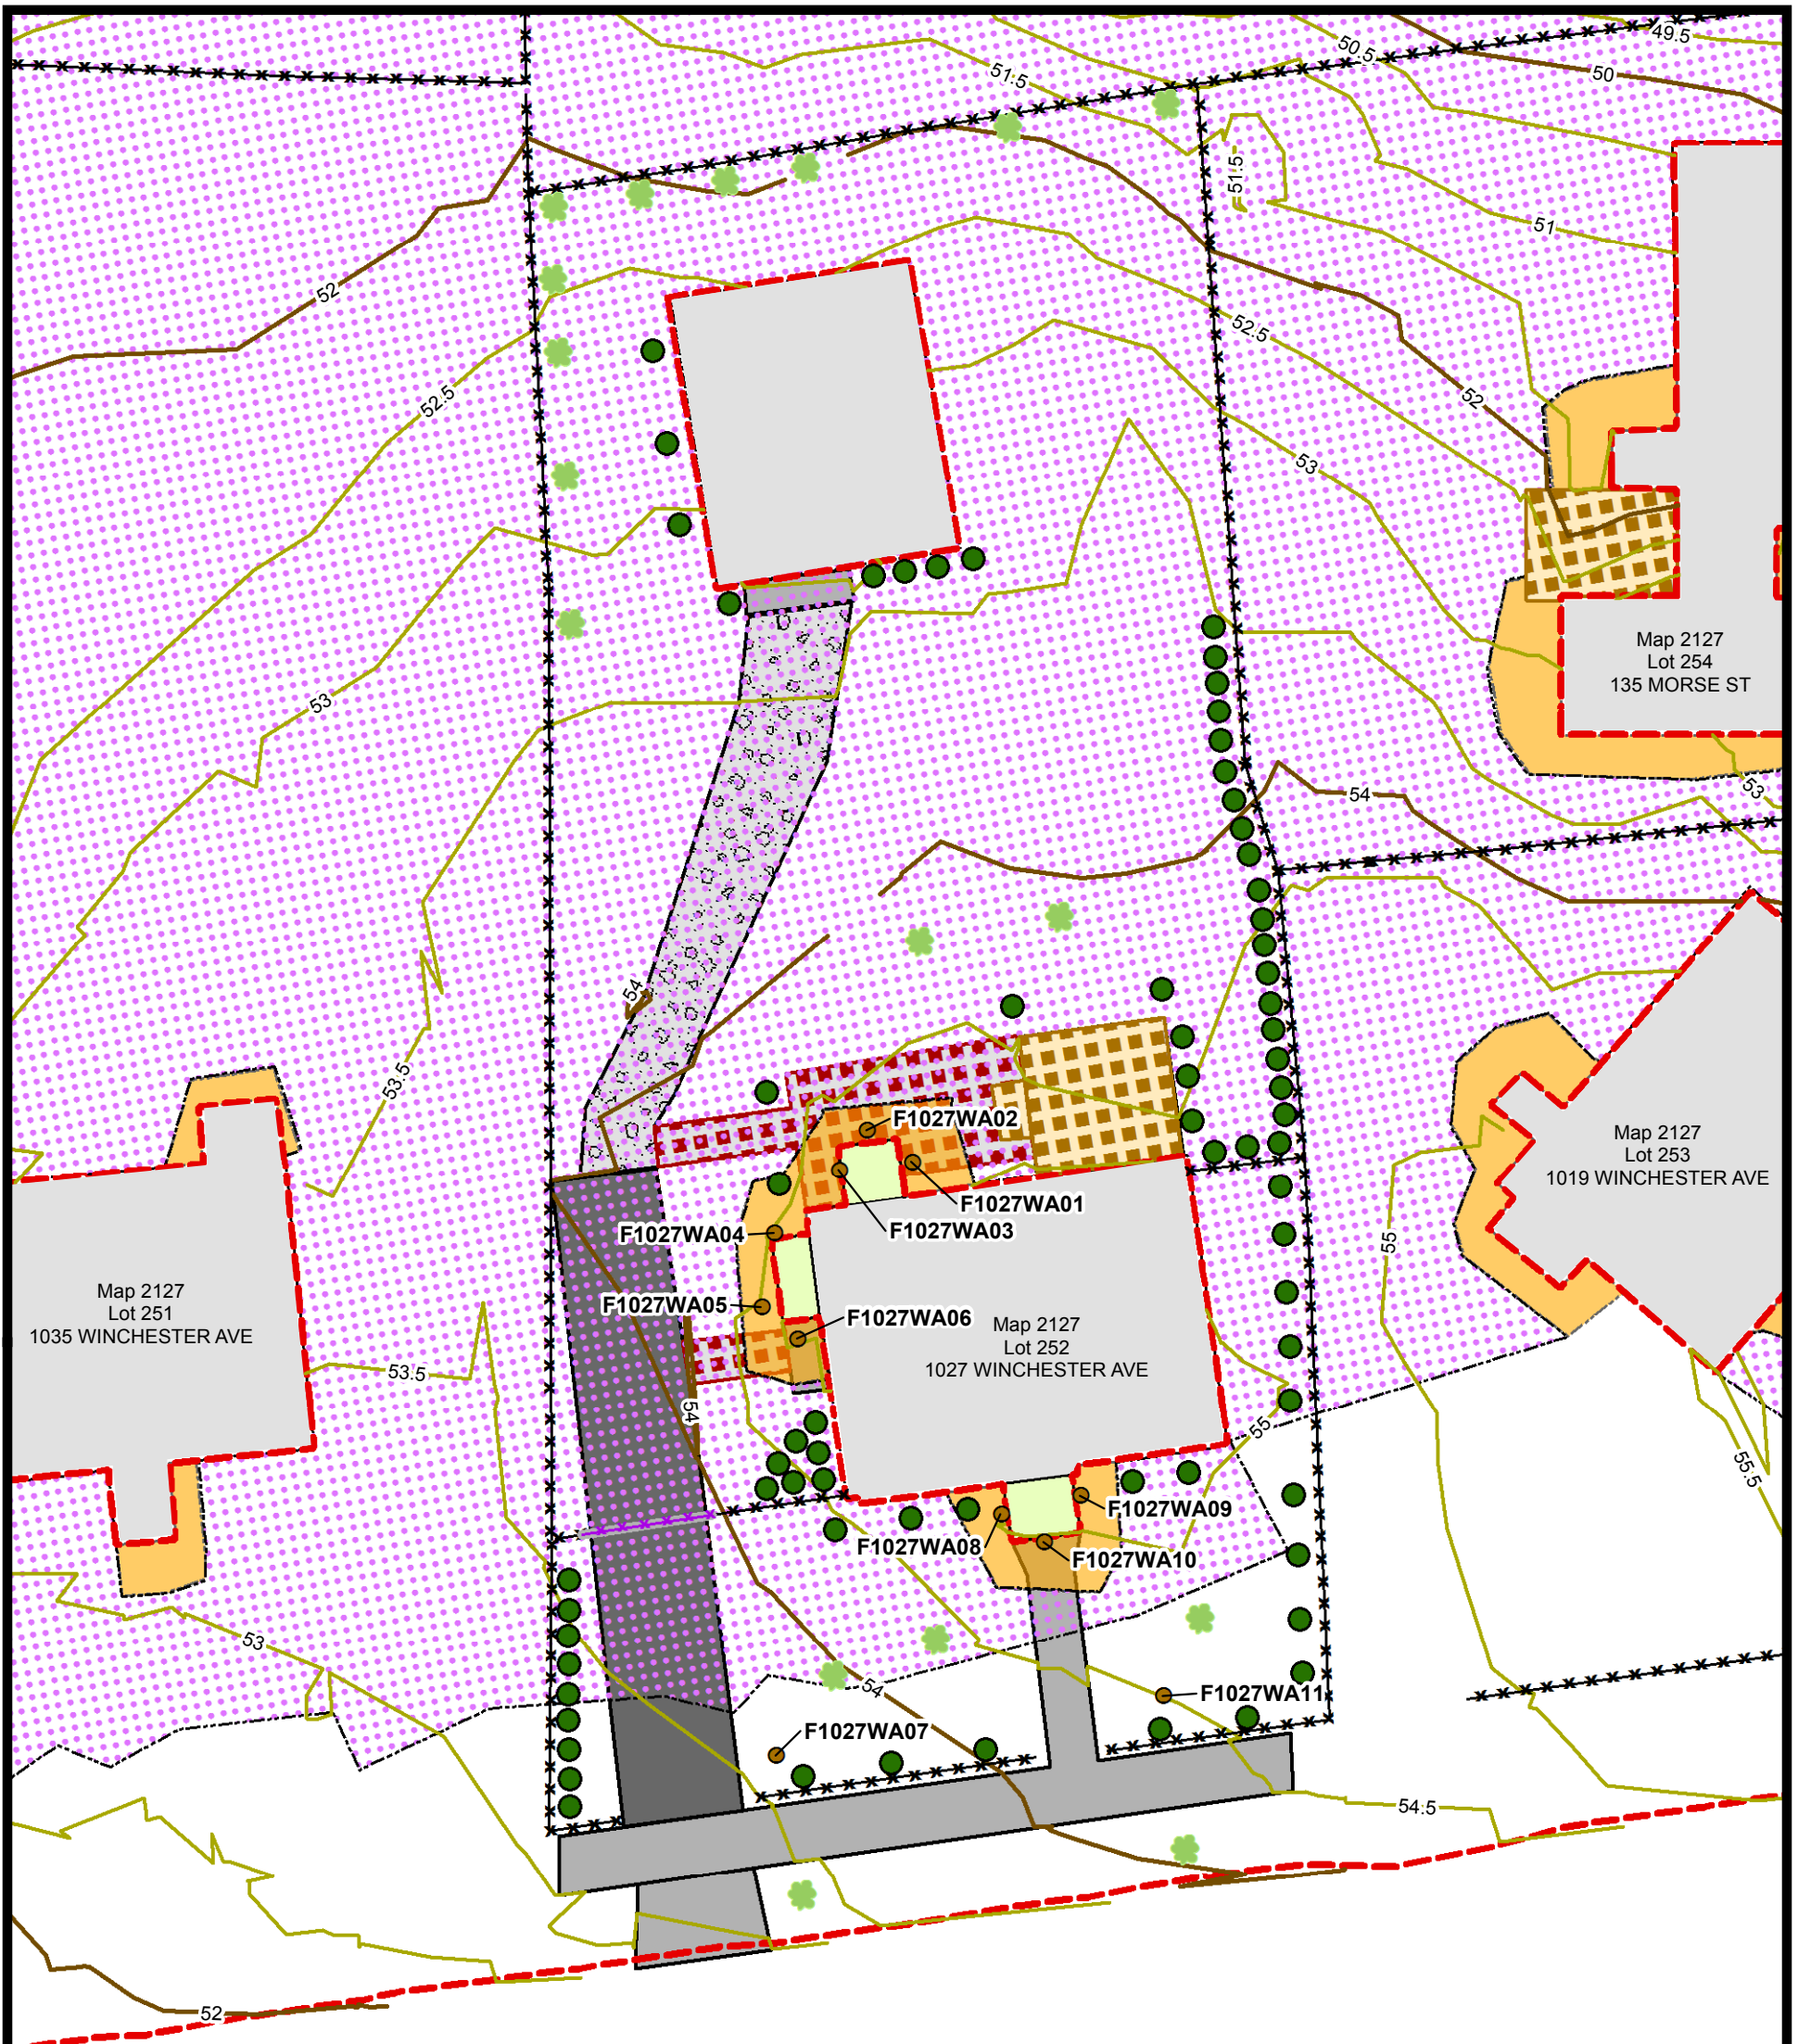 49.5
50.5
50
51.5
51.5
51
52
52.5
52.5
52
53
Map 2127
Lot 254
135 MORSE ST
53
53
54
54
53.5
F1027WA02
Map 2127
Lot 253
1019 WINCHESTER AVE
F1027WA01
F1027WA03
F1027WA04
55
Map 2127
Lot 251
1035 WINCHESTER AVE
F1027WA05
F1027WA06
Map 2127
Lot 252
1027 WINCHESTER AVE
53.5
54
55
55.5
F1027WA09
F1027WA08
F1027WA10
53
54
F1027WA11
F1027WA07
54.5
52